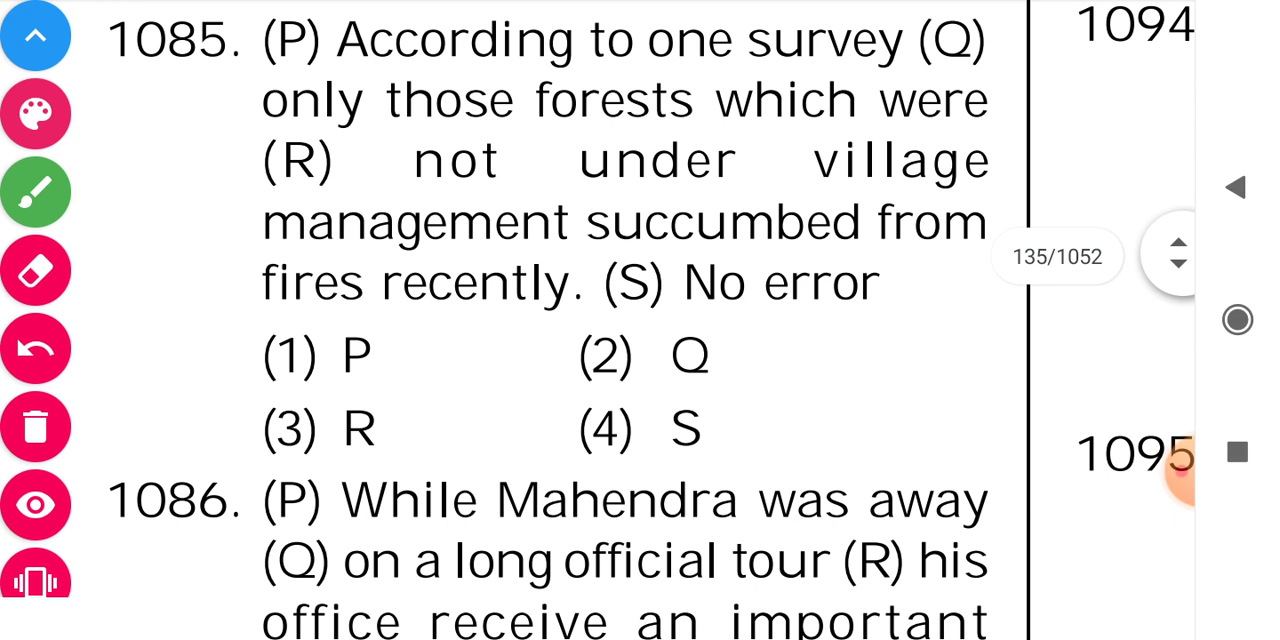 1085. (P) According to one survey (Q)
only those forests which were
(R) not under village
management succumbed from
fires recently. (S) No error
(1) P (2) Q
(3) R (4) S
1086. (P) While Mahendra was away
(Q) on a long official tour (R) his
office receive an important
1094
135/1052
1095